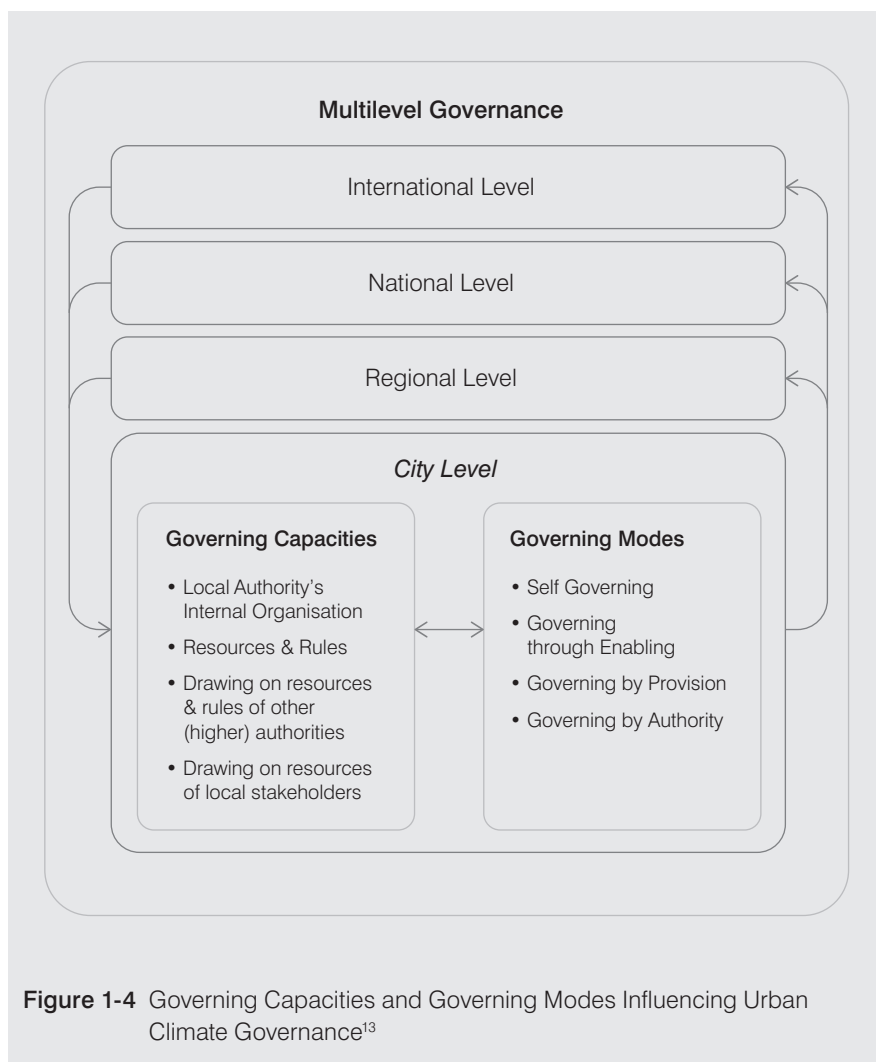 Multilevel Governance
International Level
National Level
Regional Level
City Level
Governing Capacities
• Local Authority's
Internal Organisation
• Resources & Rules
• Drawing on resources
& rules of other
(higher) authorities
• Drawing on resources
of local stakeholders
Governing Modes
• Self Governing
• Governing
through Enabling
• Governing by Provision
• Governing by Authority
Figure 1-4 Governing Capacities and Governing Modes Influencing Urban
Climate Governance¹³